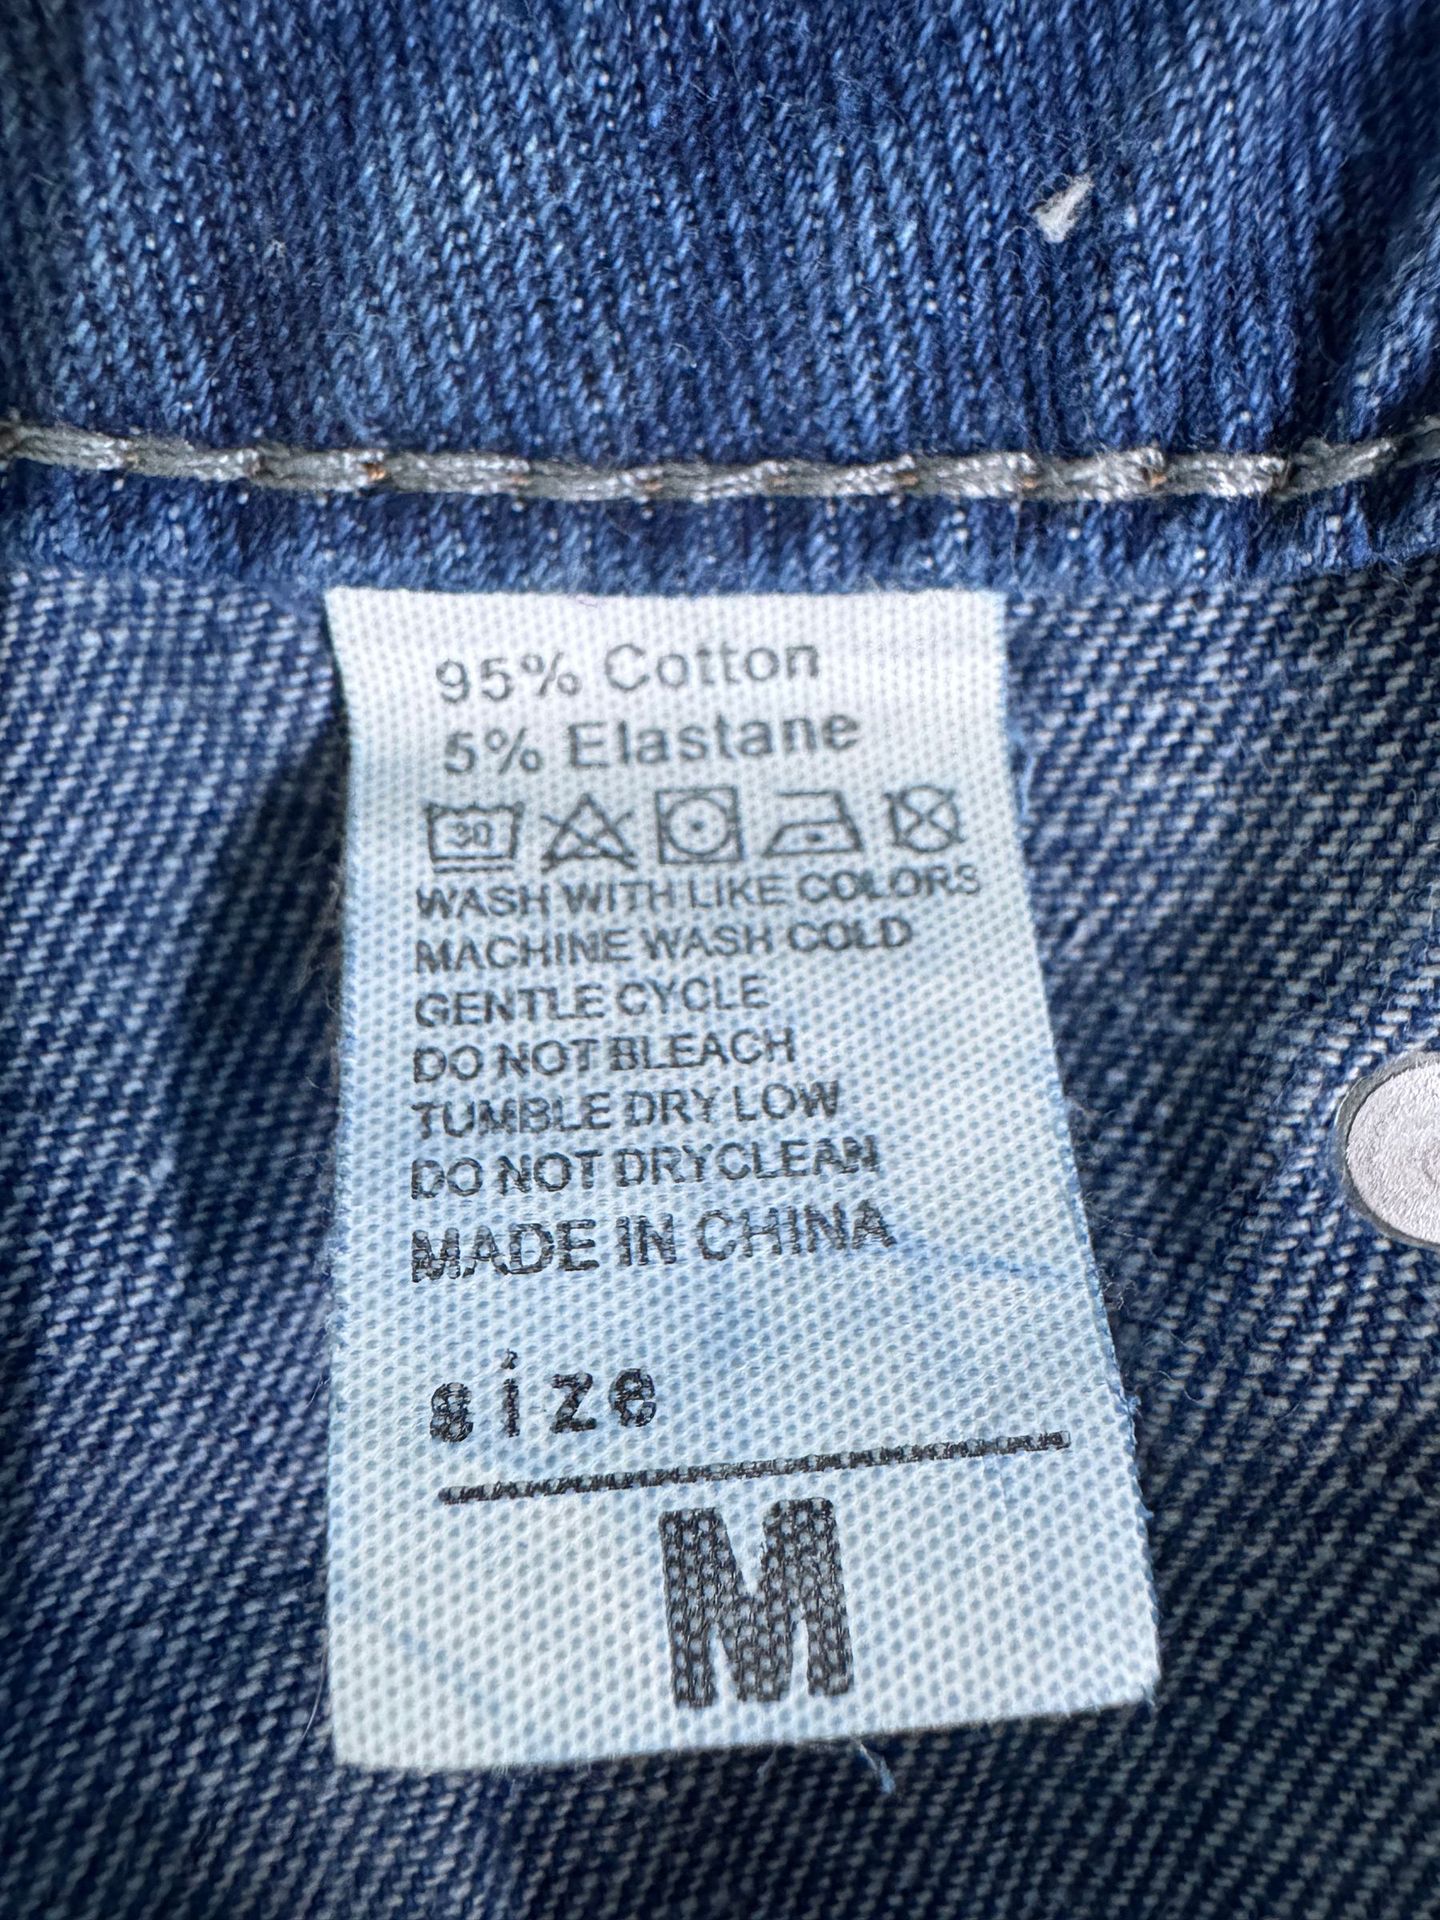 95% Cotton
5% Elastane
30
WASH WITH LIKE COLORS
MACHINE WASH COLD
GENTLE CYCLE
DO NOT BLEACH
TUMBLE DRY LOW
DO NOT DRYCLEAN
MADE IN CHINA
size
M